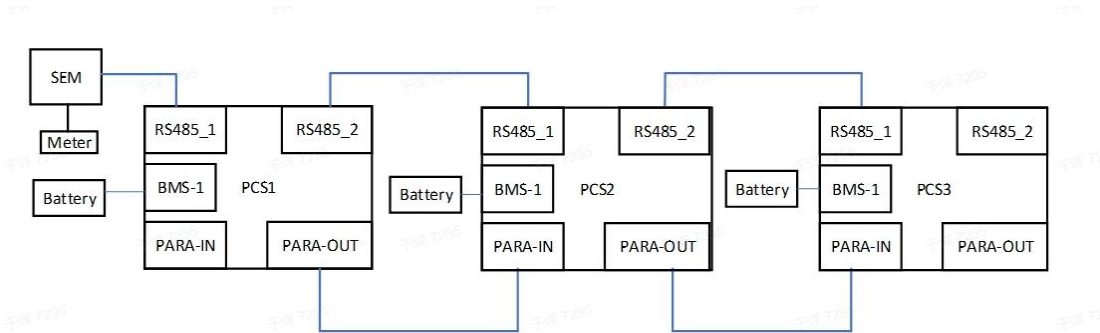 SEM
Meter
Battery
RS485_1
RS485_2
BMS-1
PCS1
PARA-IN
PARA-OUT
Battery
RS485_1
RS485_2
BMS-1
PCS2
PARA-IN
PARA-OUT
Battery
RS485_1
RS485_2
BMS-1
PCS3
PARA-IN
PARA-OUT